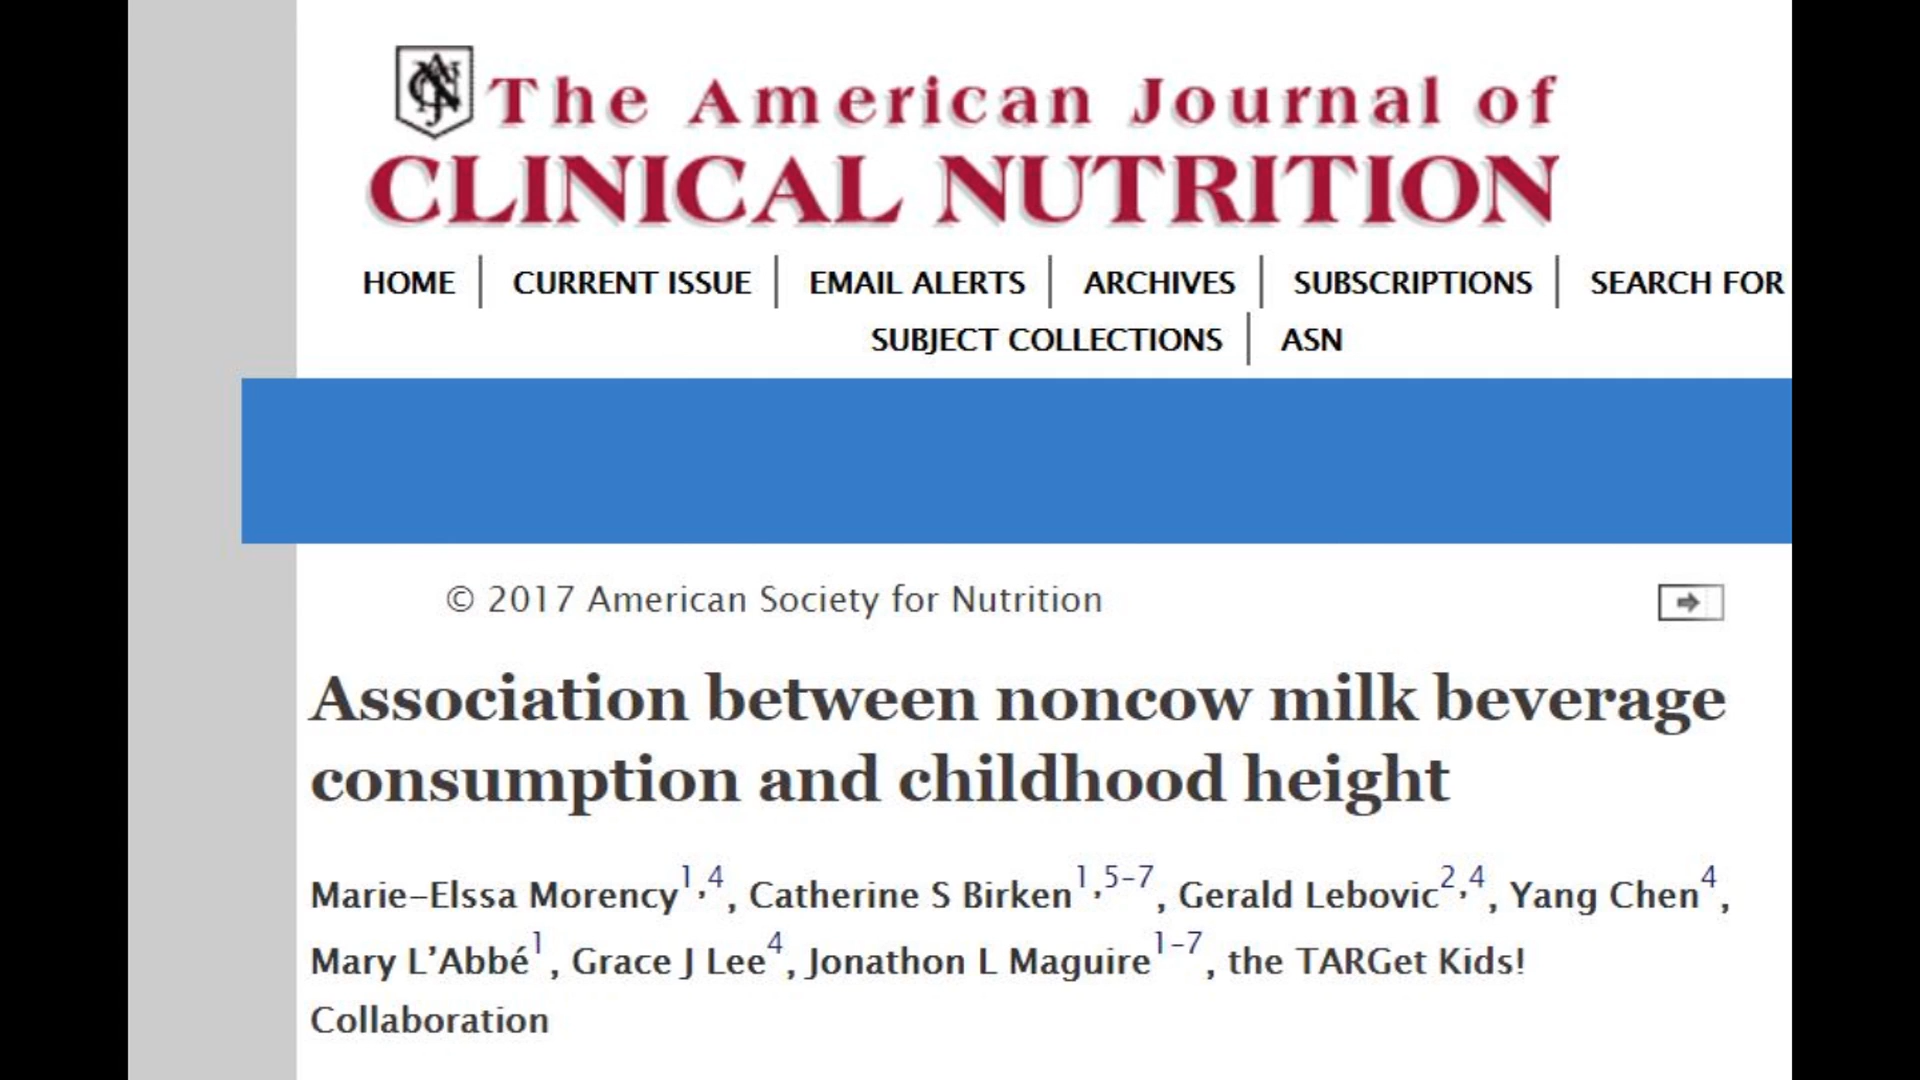 The American Journal of
CLINICAL NUTRITION
HOME | CURRENT ISSUE | EMAIL ALERTS | ARCHIVES | SUBSCRIPTIONS | SEARCH FOR
SUBJECT COLLECTIONS | ASN
© 2017 American Society for Nutrition
Association between noncow milk beverage
consumption and childhood height
Marie-Elssa Morency1,4, Catherine S Birken1,5-7, Gerald Lebovic2,4, Yang Chen4,
Mary L'Abbé1, Grace J Lee4, Jonathon L Maguire1-7, the TARGet Kids!
Collaboration